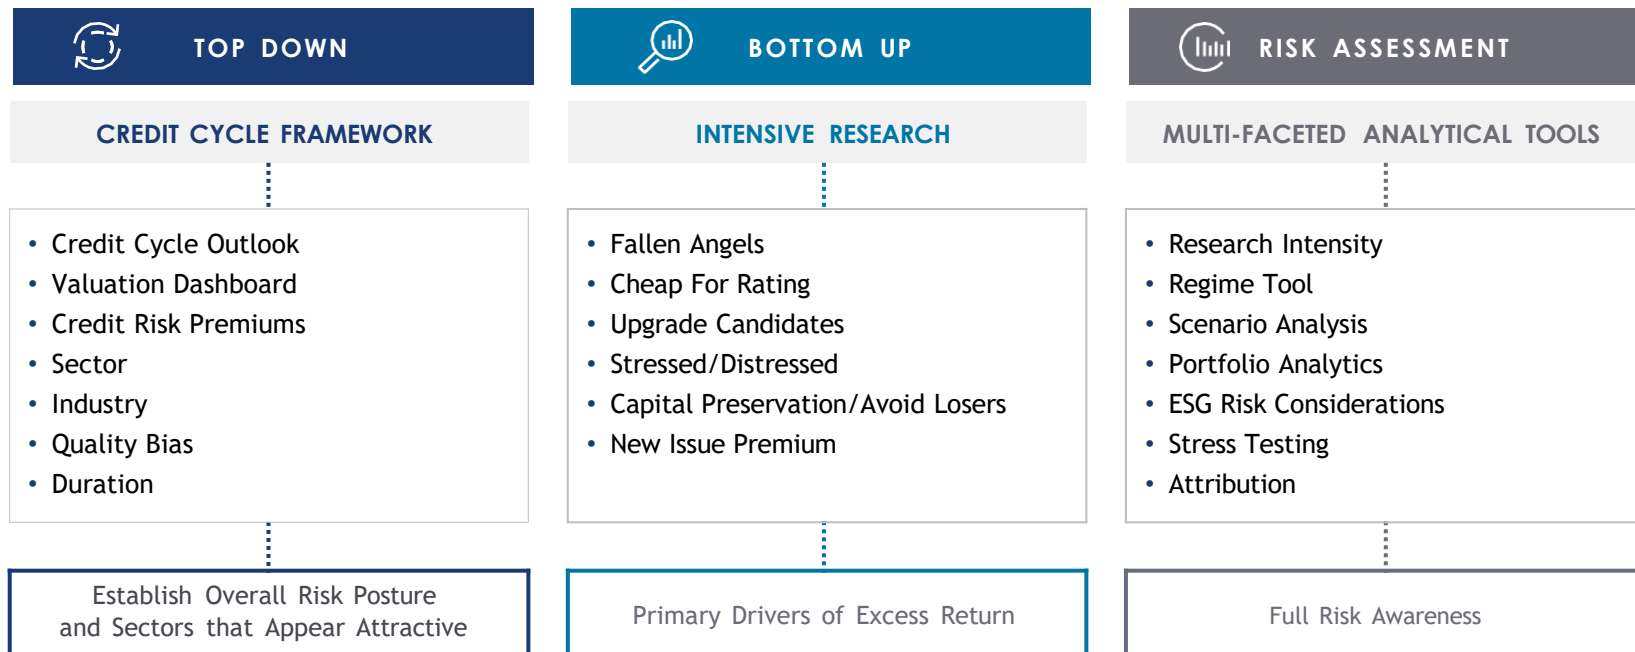 TOP DOWN
CREDIT CYCLE FRAMEWORK
• Credit Cycle Outlook
• Valuation Dashboard
• Credit Risk Premiums
• Sector
• Industry
• Quality Bias
• Duration
Establish Overall Risk Posture
and Sectors that Appear Attractive
BOTTOM UP
INTENSIVE RESEARCH
• Fallen Angels
• Cheap For Rating
• Upgrade Candidates
• Stressed/Distressed
• Capital Preservation/Avoid Losers
• New Issue Premium
Primary Drivers of Excess Return
RISK ASSESSMENT
MULTI-FACETED ANALYTICAL TOOLS
• Research Intensity
• Regime Tool
• Scenario Analysis
• Portfolio Analytics
• ESG Risk Considerations
• Stress Testing
• Attribution
Full Risk Awareness